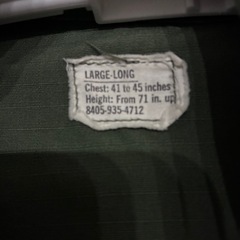 LARGE-LONG
Chest: 41 to 45 inches
Height: From 71 in. up
8405-935-4712